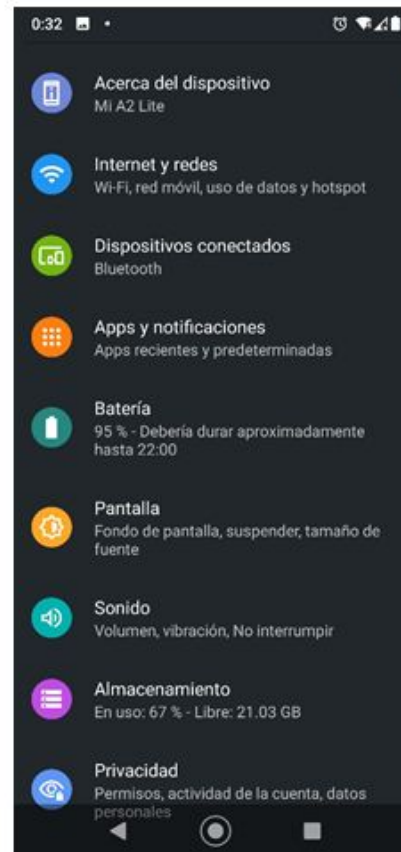 0:32
Acerca del dispositivo
Mi A2 Lite
Internet y redes
Wi-Fi, red móvil, uso de datos y hotspot
Dispositivos conectados
Bluetooth
Apps y notificaciones
Apps recientes y predeterminadas
Batería
95 % - Debería durar aproximadamente
hasta 22:00
Pantalla
Fondo de pantalla, suspender, tamaño de
fuente
Sonido
Volumen, vibración, No interrumpir
Almacenamiento
En uso: 67 % - Libre: 21.03 GB
Privacidad
Permisos, actividad de la cuenta, datos
personales